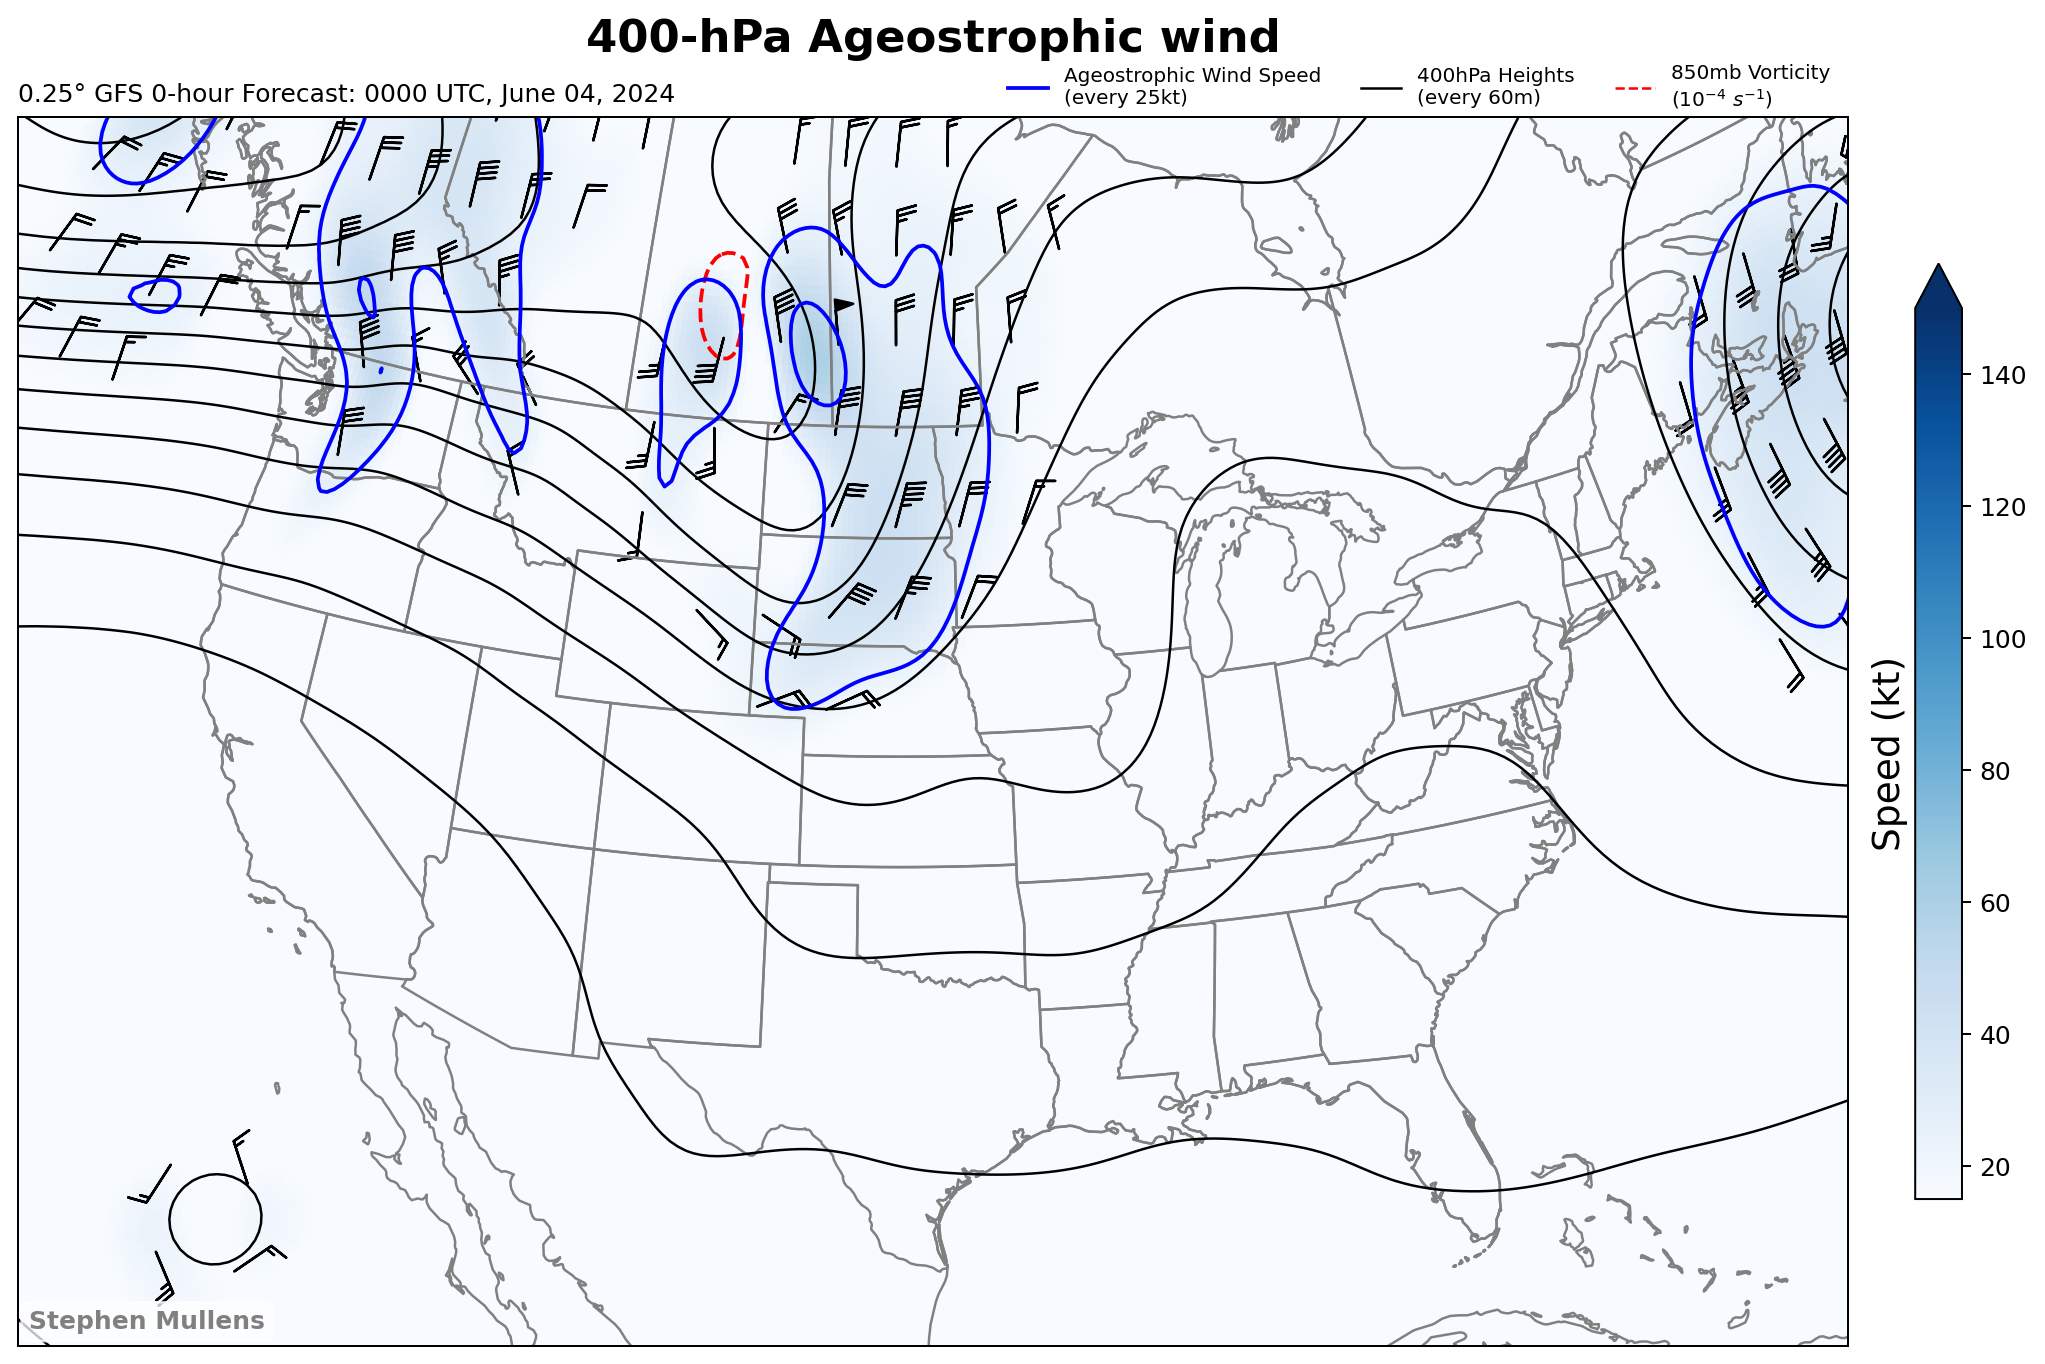 400-hPa Ageostrophic wind
0.25° GFS 0-hour Forecast: 0000 UTC, June 04, 2024
Ageostrophic Wind Speed
(every 25kt)
400hPa Heights
(every 60m)
850mb Vorticity
(10⁻⁴ s⁻¹)
140
120
100
80
60
40
20
Speed (kt)
Stephen Mullens